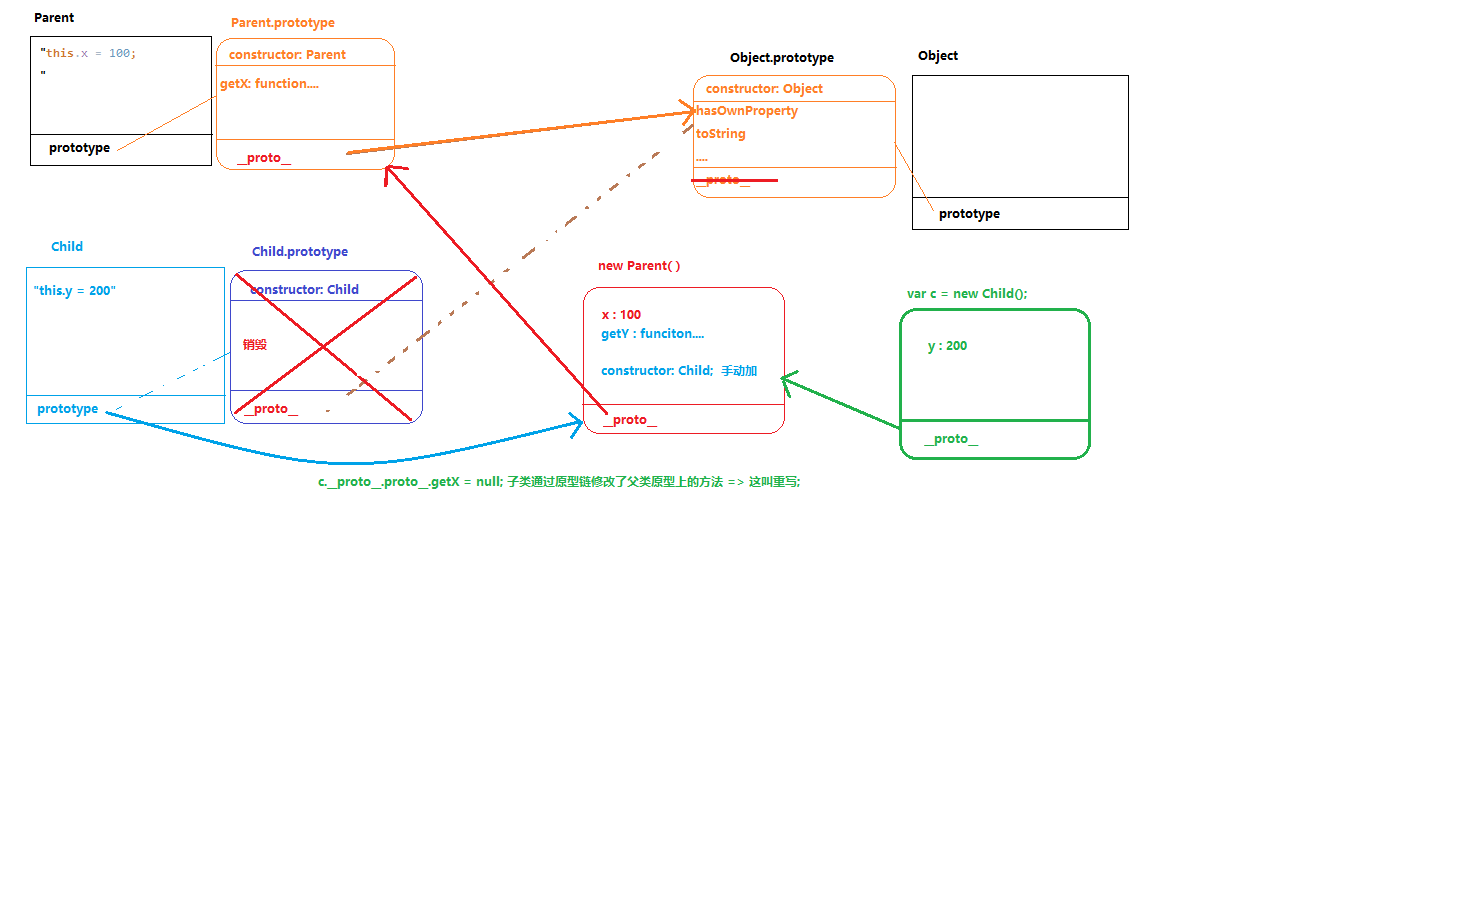 Parent
"this.x = 100;
"
prototype
Parent.prototype
constructor: Parent
getX: function....
__proto__
Object.prototype
constructor: Object
hasOwnProperty
toString
....
__proto__
Object
prototype
Child
"this.y = 200"
prototype
Child.prototype
constructor: Child
销毁
__proto__
new Parent( )
x : 100
getY : funciton....
constructor: Child; 手动加
__proto__
var c = new Child();
y : 200
__proto__
c.__proto__.proto__.getX = null; 子类通过原型链修改了父类原型上的方法 => 这叫重写;